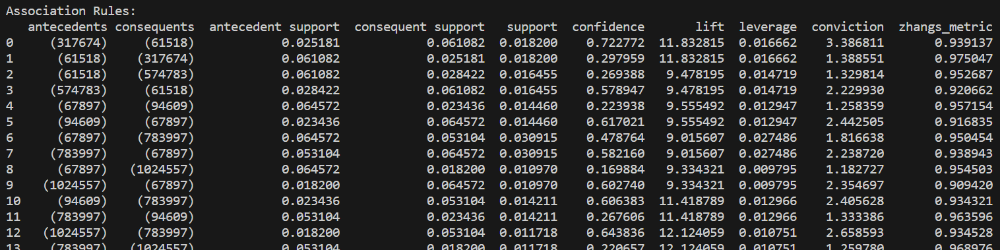 Association Rules:
antecedents consequents antecedent support consequent support support confidence lift leverage conviction zhangs_metric
0 (317674) (61518) 0.025181 0.061082 0.018200 0.722772 11.832815 0.016662 3.386811 0.939137
1 (61518) (317674) 0.061082 0.025181 0.018200 0.297959 11.832815 0.016662 1.388551 0.975047
2 (61518) (574783) 0.061082 0.028422 0.016455 0.269388 9.478195 0.014719 1.329814 0.952687
3 (574783) (61518) 0.028422 0.061082 0.016455 0.578947 9.478195 0.014719 2.229930 0.920662
4 (67897) (94609) 0.064572 0.023436 0.014460 0.223938 9.555492 0.012947 1.258359 0.957154
5 (94609) (67897) 0.023436 0.064572 0.014460 0.617021 9.555492 0.012947 2.442505 0.916835
6 (67897) (783997) 0.064572 0.053104 0.030915 0.478764 9.015607 0.027486 1.816638 0.950454
7 (783997) (67897) 0.053104 0.064572 0.030915 0.582160 9.015607 0.027486 2.238720 0.938943
8 (67897) (1024557) 0.064572 0.018200 0.010970 0.169884 9.334321 0.009795 1.182727 0.954503
9 (1024557) (67897) 0.018200 0.064572 0.010970 0.602740 9.334321 0.009795 2.354697 0.909420
10 (94609) (783997) 0.023436 0.053104 0.014211 0.606383 11.418789 0.012966 2.405628 0.934321
11 (783997) (94609) 0.053104 0.023436 0.014211 0.267606 11.418789 0.012966 1.333386 0.963596
12 (1024557) (783997) 0.018200 0.053104 0.011718 0.643836 12.124059 0.010751 2.658593 0.934528
13 (783997) (1024557) 0.053104 0.018200 0.011718 0.220657 12.124059 0.010751 1.259780 0.968976